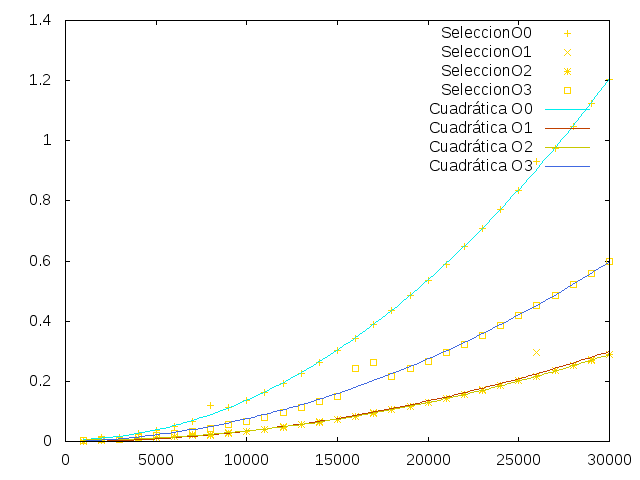 1.4
1.2
1
0.8
0.6
0.4
0.2
0
0 5000 10000 15000 20000 25000 30000
SeleccionO0
SeleccionO1
SeleccionO2
SeleccionO3
Cuadrática O0
Cuadrática O1
Cuadrática O2
Cuadrática O3